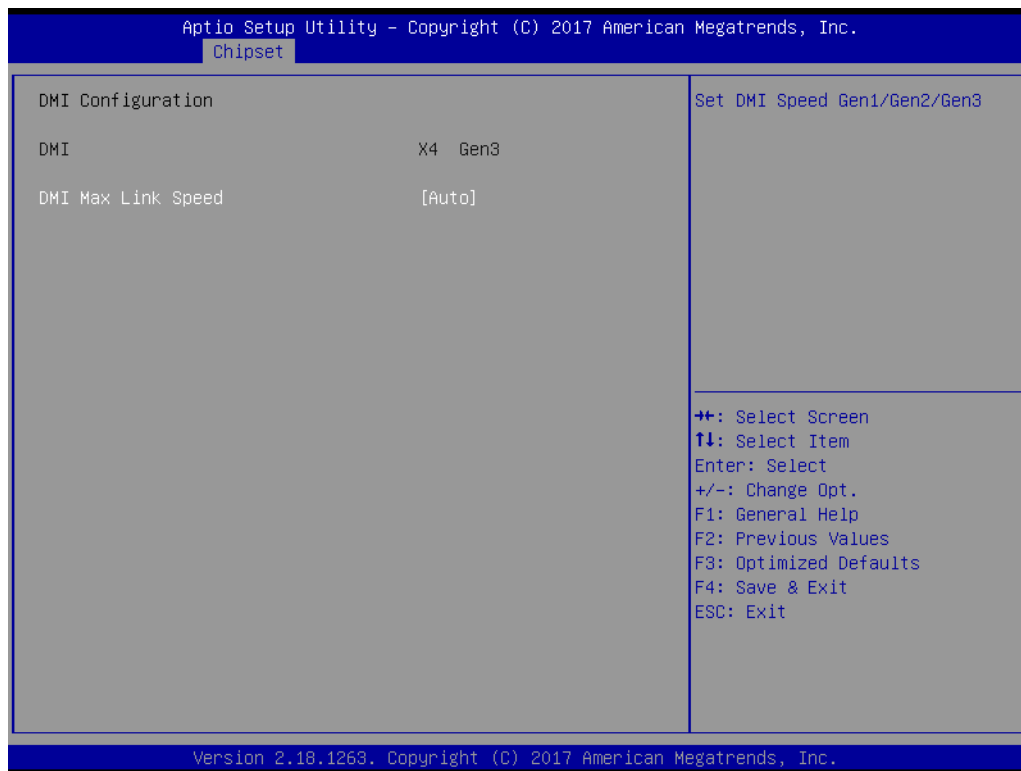 Aptio Setup Utility – Copyright (C) 2017 American Megatrends, Inc.
Chipset
DMI Configuration
DMI X4 Gen3
DMI Max Link Speed [Auto]
Set DMI Speed Gen1/Gen2/Gen3
→←: Select Screen
↑↓: Select Item
Enter: Select
+/-: Change Opt.
F1: General Help
F2: Previous Values
F3: Optimized Defaults
F4: Save & Exit
ESC: Exit
Version 2.18.1263. Copyright (C) 2017 American Megatrends, Inc.